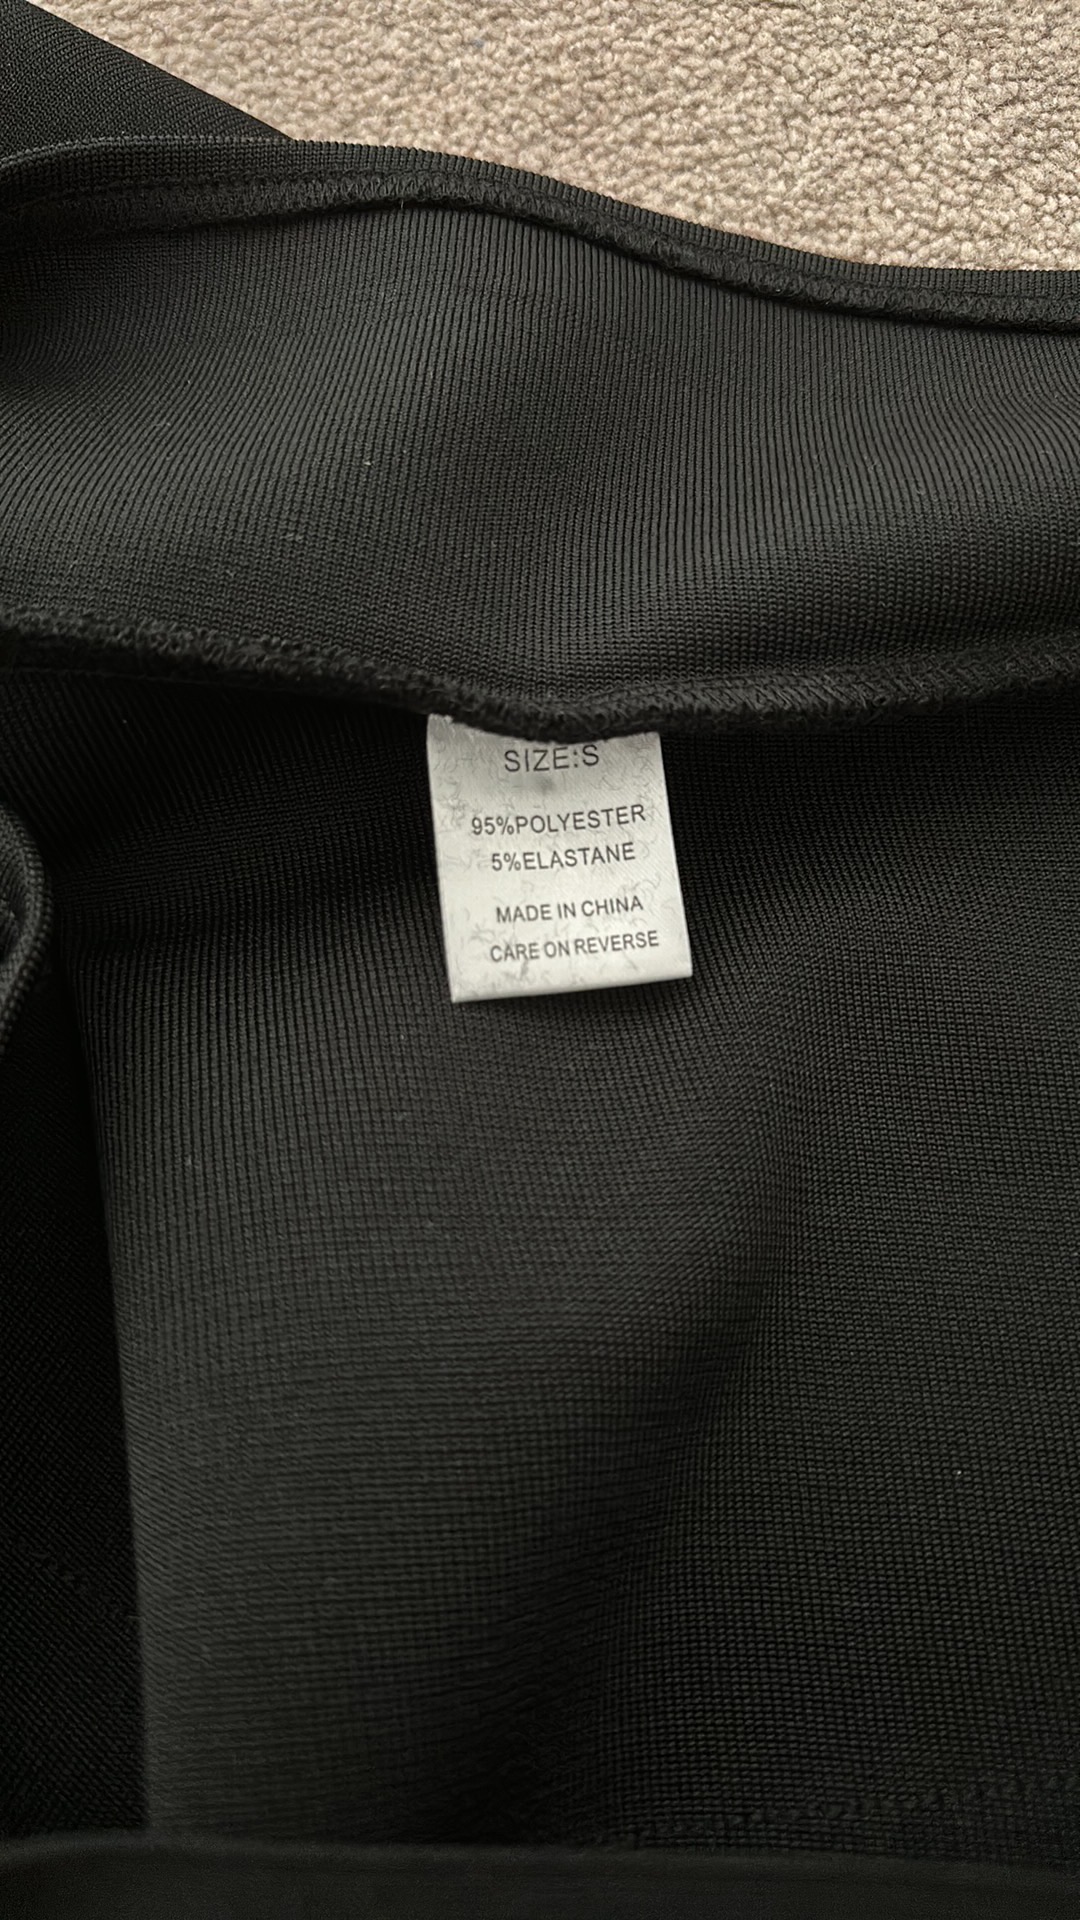 SIZE:S
95%POLYESTER
5%ELASTANE
MADE IN CHINA
CARE ON REVERSE